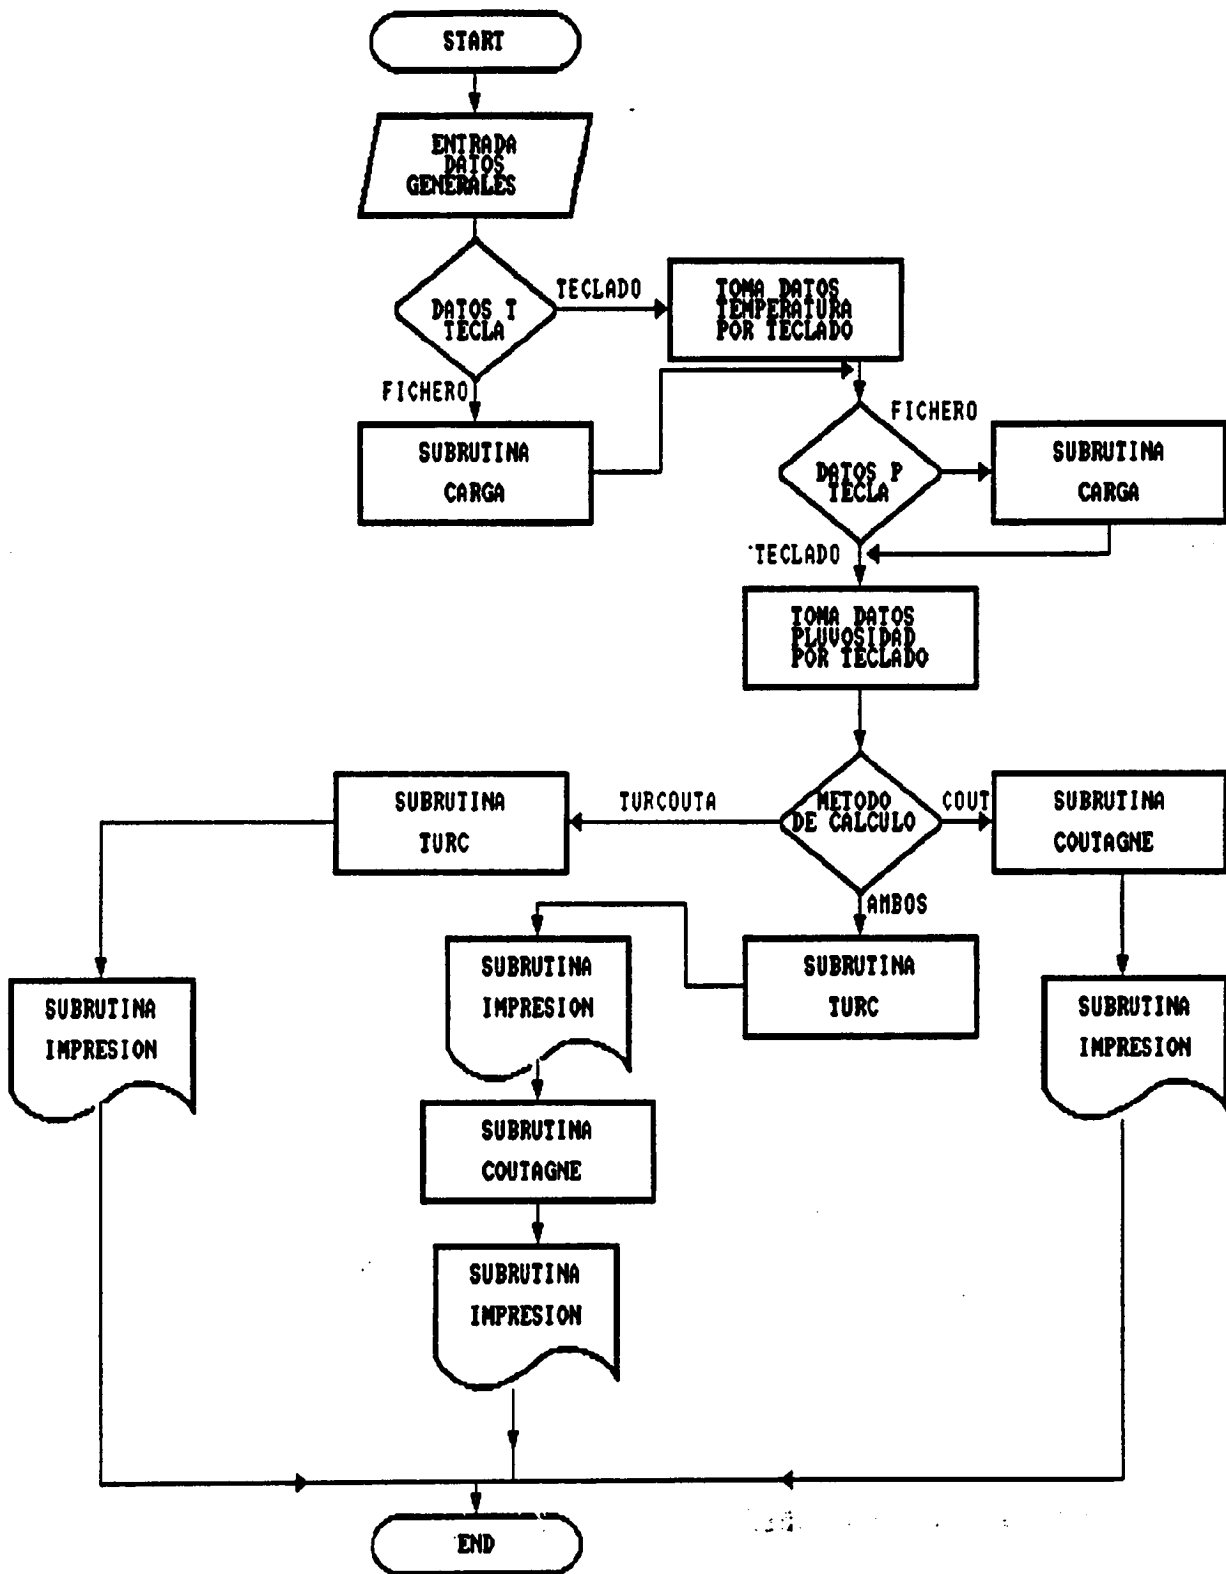 START
ENTRADA
DATOS
GENERALES
DATOS T
TECLA
TECLADO
TOMA DATOS
TEMPERATURA
POR TECLADO
FICHERO
SUBRUTINA
CARGA
DATOS P
TECLA
FICHERO
SUBRUTINA
CARGA
TECLADO
TOMA DATOS
PLUVOSIDAD
POR TECLADO
METODO
DE CALCULO
TURCOUTA
SUBRUTINA
TURC
COUT
SUBRUTINA
COUTAGNE
AMBOS
SUBRUTINA
TURC
SUBRUTINA
IMPRESION
SUBRUTINA
IMPRESION
SUBRUTINA
IMPRESION
SUBRUTINA
COUTAGNE
SUBRUTINA
IMPRESION
END